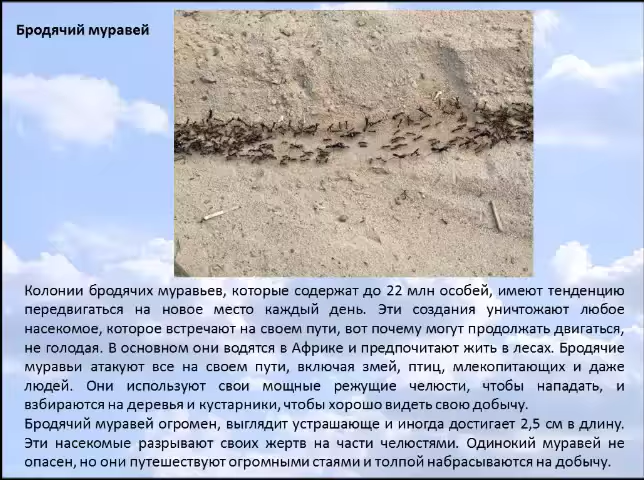 Бродячий муравей
Колонии бродячих муравьев, которые содержат до 22 млн особей, имеют тенденцию
передвигаться на новое место каждый день. Эти создания уничтожают любое
насекомое, которое встречают на своем пути, вот почему могут продолжать двигаться,
не голодая. В основном они водятся в Африке и предпочитают жить в лесах. Бродячие
муравьи атакуют все на своем пути, включая змей, птиц, млекопитающих и даже
людей. Они используют свои мощные режущие челюсти, чтобы нападать, и
взбираются на деревья и кустарники, чтобы хорошо видеть свою добычу.
Бродячий муравей огромен, выглядит устрашающе и иногда достигает 2,5 см в длину.
Эти насекомые разрывают своих жертв на части челюстями. Одинокий муравей не
опасен, но они путешествуют огромными стаями и толпой набрасываются на добычу.